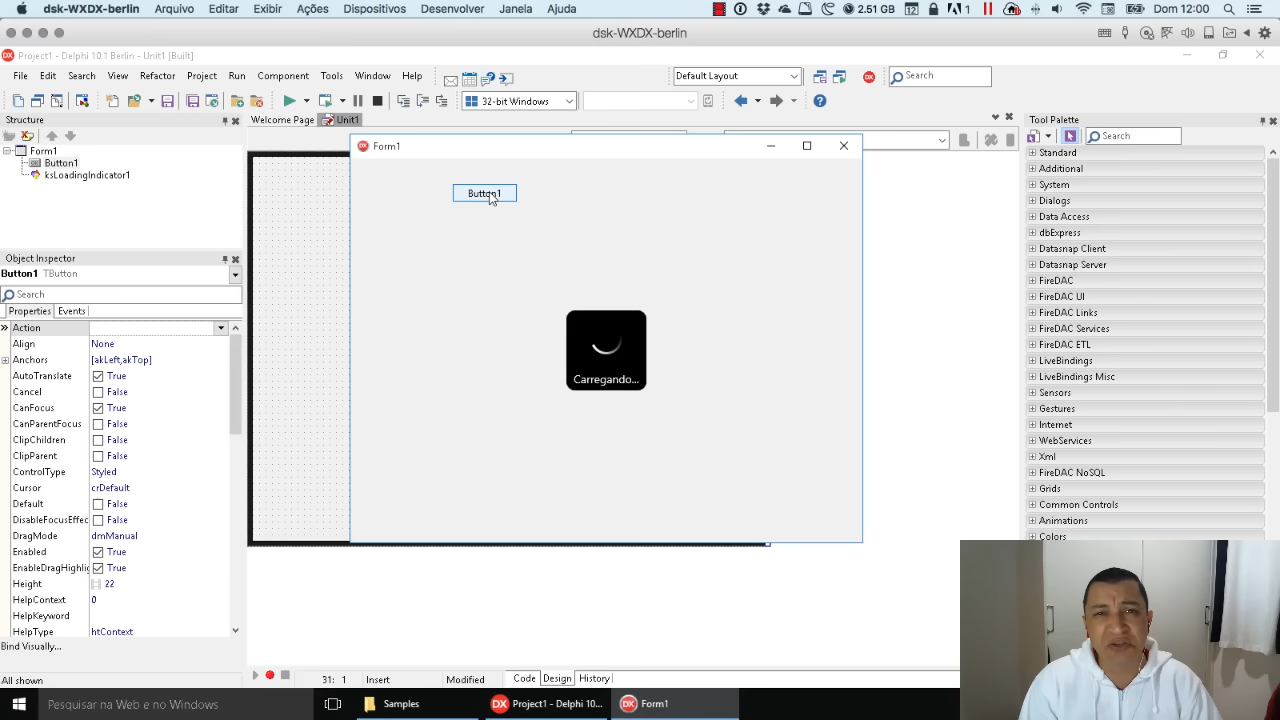 dsk-WXDX-berlin Arquivo Editar Exibir Ações Dispositivos Desenvolver Janela Ajuda 2.51 GB 12 1 Dom 12:00
dsk-WXDX-berlin
DX Project1 - Delphi 10.1 Berlin - Unit1 [Built]
File Edit Search View Refactor Project Run Component Tools Window Help Default Layout DX Search
32-bit Windows
Structure
Form1
Button1
ksLoadingIndicator1
Welcome Page Unit1
Object Inspector
Button1 TButton
Search
Properties Events
Action
Align None
Anchors [akLeft,akTop]
AutoTranslate True
Cancel False
CanFocus True
CanParentFocus False
ClipChildren False
ClipParent False
ControlType Styled
Cursor crDefault
Default False
DisableFocusEffec False
DragMode dmManual
Enabled True
EnableDragHighlig True
Height 22
HelpContext 0
HelpKeyword
HelpType htContext
Bind Visually...
All shown
DX Form1
Button1
Carregando...
Tool Palette
Search
Standard
Additional
System
Dialogs
Data Access
dbExpress
Datasnap Client
Datasnap Server
FireDAC
FireDAC UI
FireDAC Links
FireDAC Services
FireDAC ETL
LiveBindings
LiveBindings Misc
Sensors
Gestures
Internet
WebServices
Xml
FireDAC NoSQL
Grids
Common Controls
Animations
Colors
31: 1 Insert Modified Code Design History
Pesquisar na Web e no Windows Samples DX Project1 - Delphi 10... DX Form1